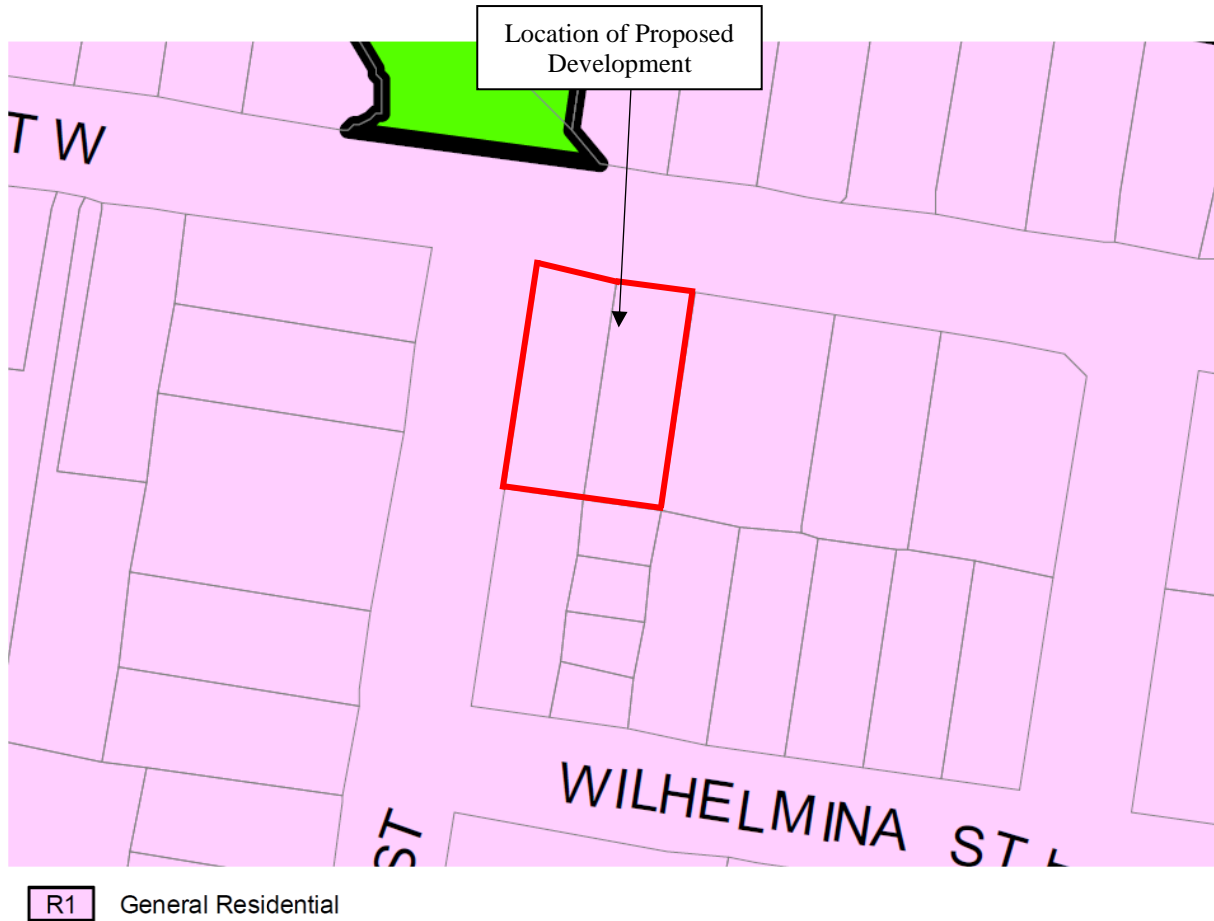 Location of Proposed
Development
T W
WILHELMINA ST
ST
R1 General Residential